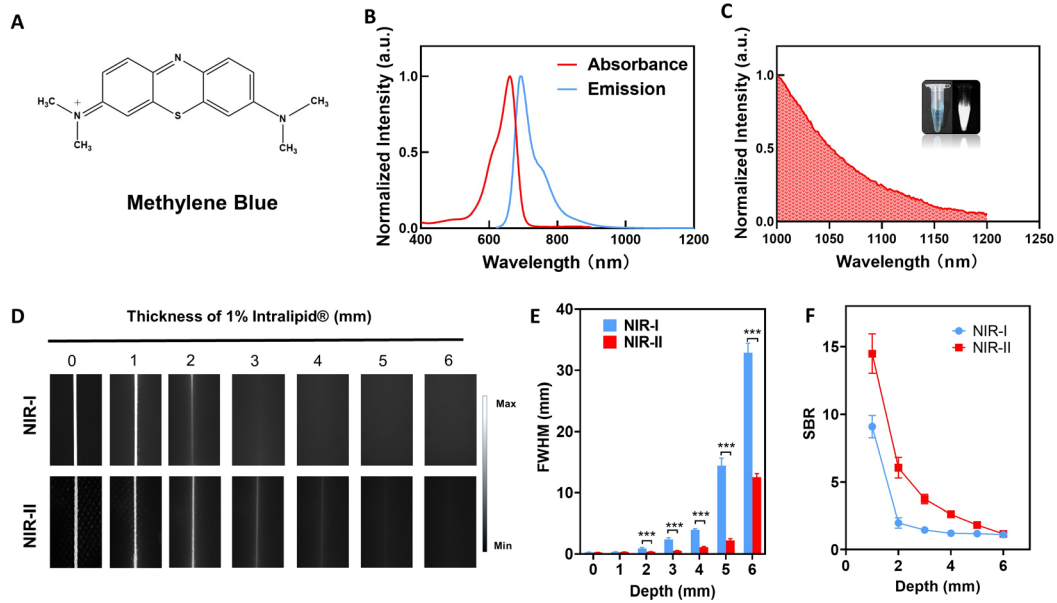 A
N
S
N
+
N
H₃C
CH₃
CH₃
CH₃
Methylene Blue
B
Normalized Intensity (a.u.)
1.0
0.5
0.0
400
600
800
1000
1200
Absorbance
Emission
Wavelength（nm）
C
Normalized Intensity (a.u.)
1.0
0.5
0.0
1000
1050
1100
1150
1200
1250
Wavelength（nm）
D
Thickness of 1% Intralipid® (mm)
0
1
2
3
4
5
6
NIR-I
NIR-II
Max
Min
E
FWHM (mm)
40
30
20
10
0
NIR-I
NIR-II
***
***
***
***
***
0
1
2
3
4
5
6
Depth (mm)
F
SBR
15
10
5
0
NIR-I
NIR-II
0
2
4
6
Depth (mm)